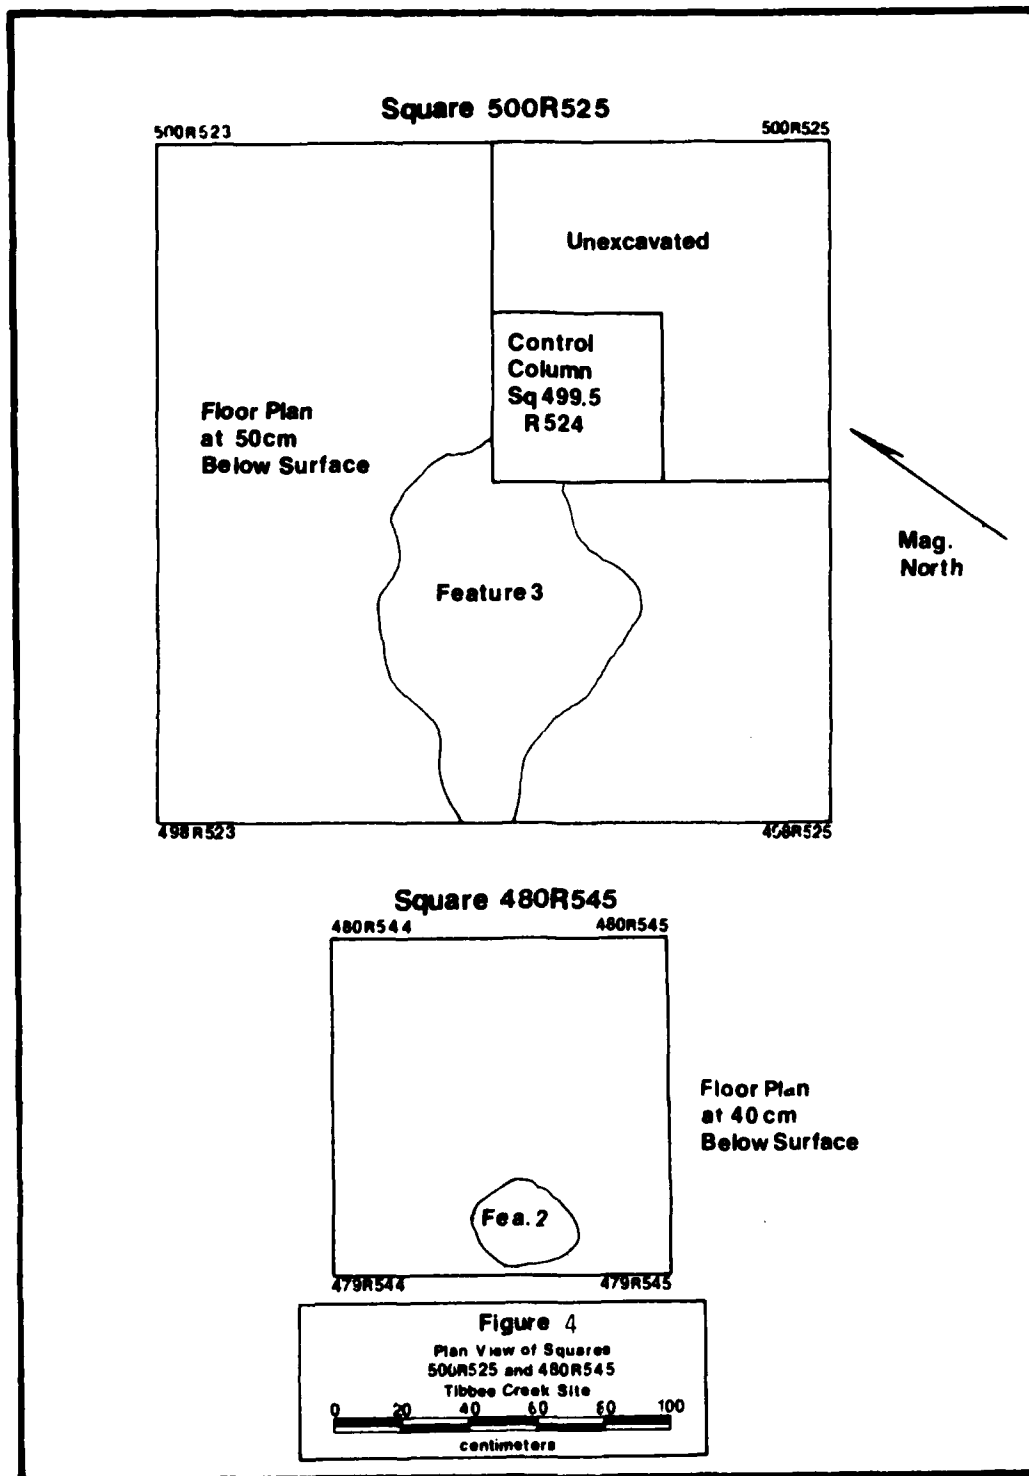 Square 500R525
500R523
500R525
Unexcavated
Control
Column
Sq 499.5
R 524
Floor Plan
at 50cm
Below Surface
Mag.
North
Feature 3
498R523
498R525
Square 480R545
480R544
480R545
Floor Plan
at 40 cm
Below Surface
Fea. 2
479R544
479R545
Figure 4
Plan View of Squares
500R525 and 480R545
Tibbee Creek Site
0 20 40 60 80 100
centimeters